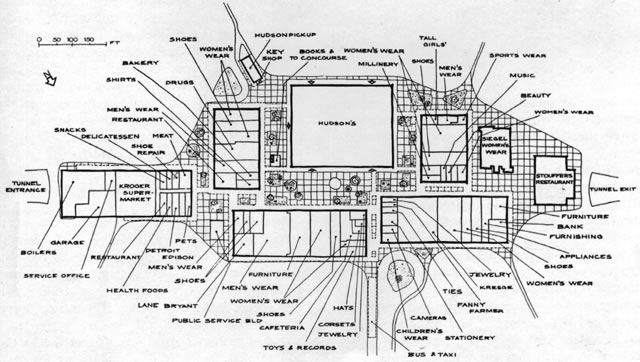 0 50 100 150
FT
N
SHOES
WOMEN'S WEAR
BAKERY
SHIRTS
DRUGS
MEN'S WEAR
RESTAURANT
SNACKS
DELICATESSEN
MEAT
SHOE REPAIR
HUDSON PICKUP
KEY SHOP
BOOKS & TO CONCOURSE
WOMEN'S WEAR
MILLINERY
TALL GIRLS'
SHOES
MEN'S WEAR
SPORTS WEAR
MUSIC
BEAUTY
WOMEN'S WEAR
HUDSON'S
SIEGEL WOMEN'S WEAR
STOUFFER'S RESTAURANT
TUNNEL ENTRANCE
KROGER SUPER-MARKET
TUNNEL EXIT
BOILERS
GARAGE
SERVICE OFFICE
RESTAURANT
HEALTH FOODS
DETROIT EDISON
PETS
MEN'S WEAR
SHOES
LANE BRYANT
PUBLIC SERVICE BLD
FURNITURE
MEN'S WEAR
WOMEN'S WEAR
SHOES
CAFETERIA
TOYS & RECORDS
HATS
CORSETS
JEWELRY
BUS & TAXI
CHILDREN'S WEAR
CAMERAS
STATIONERY
TIES
FANNY FARMER
JEWELRY
KRESGE
WOMEN'S WEAR
SHOES
APPLIANCES
FURNISHING
BANK
FURNITURE